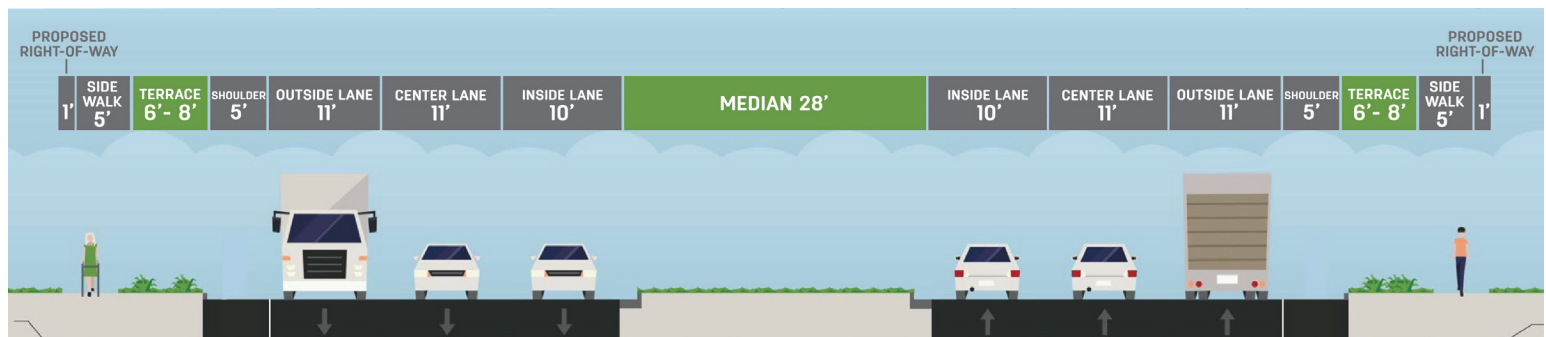 PROPOSED
RIGHT-OF-WAY
1’
SIDE
WALK
5’
TERRACE
6’- 8’
SHOULDER
5’
OUTSIDE LANE
11’
CENTER LANE
11’
INSIDE LANE
10’
MEDIAN 28’
INSIDE LANE
10’
CENTER LANE
11’
OUTSIDE LANE
11’
SHOULDER
5’
TERRACE
6’- 8’
SIDE
WALK
5’
1’
PROPOSED
RIGHT-OF-WAY